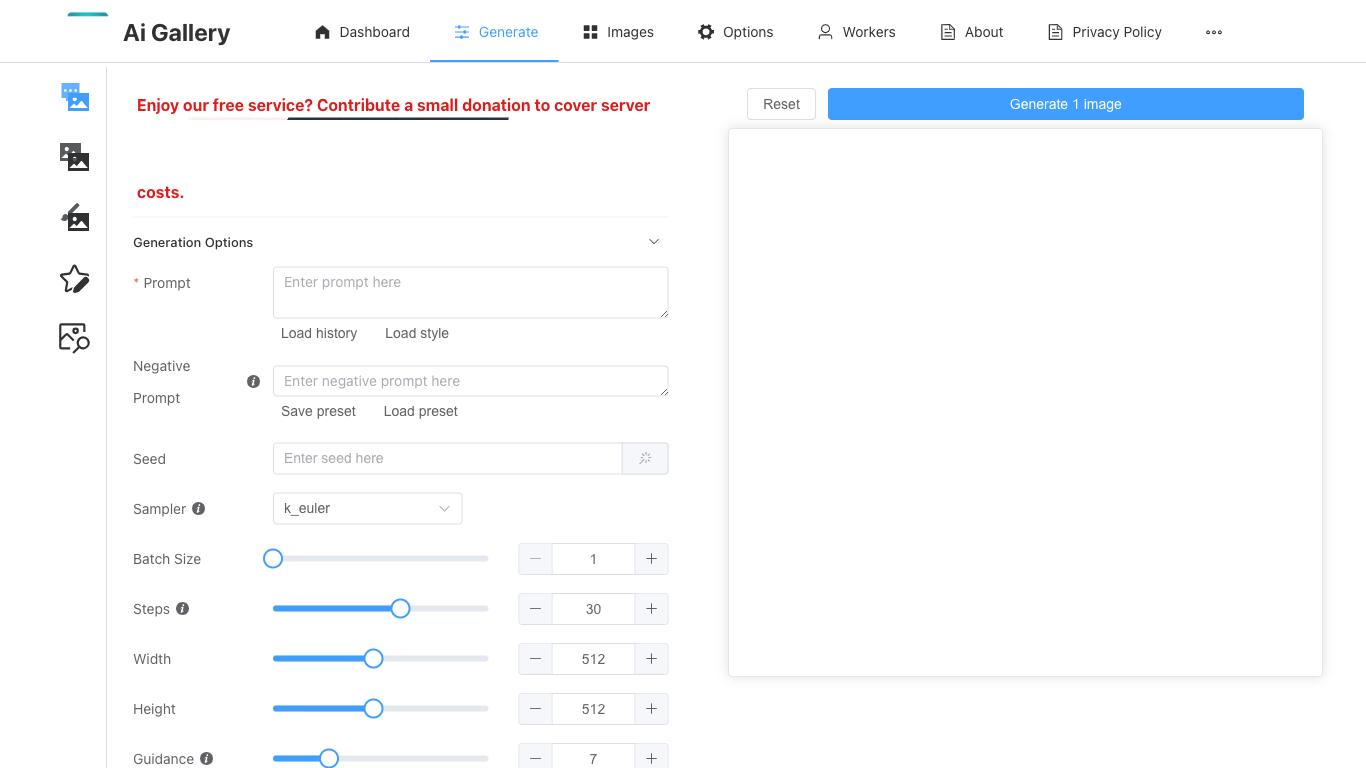 Ai Gallery
Dashboard
Generate
Images
Options
Workers
About
Privacy Policy
Enjoy our free service? Contribute a small donation to cover server
costs.
Reset
Generate 1 image
Generation Options
* Prompt
Enter prompt here
Load history
Load style
Negative
Prompt
Enter negative prompt here
Save preset
Load preset
Seed
Enter seed here
Sampler
k_euler
Batch Size
1
Steps
30
Width
512
Height
512
Guidance
7